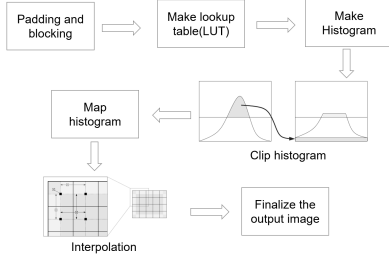 Padding and
blocking
Make lookup
table(LUT)
Make
Histogram
Map
histogram
Clip histogram
Interpolation
Finalize the
output image